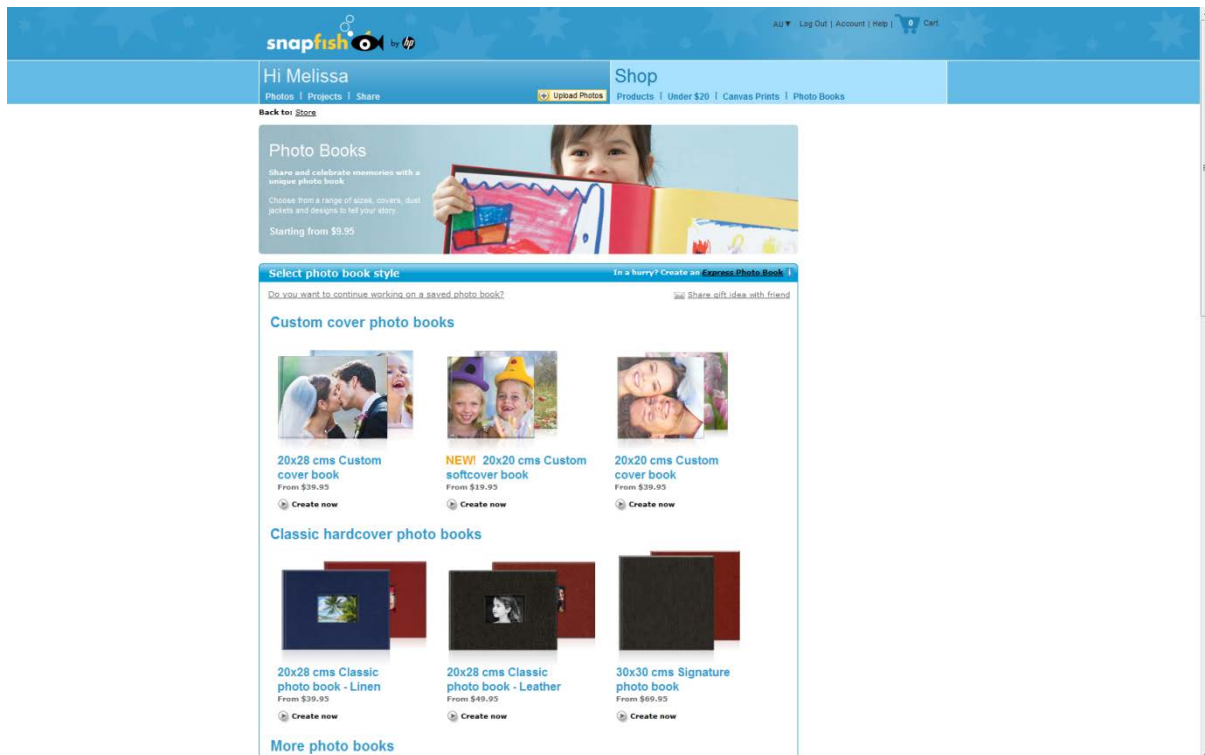 snapfish by hp
AU▼ Log Out | Account | Help | 0 Cart
Hi Melissa
Photos | Projects | Share
Upload Photos
Shop
Products | Under $20 | Canvas Prints | Photo Books
Back to: Store
Photo Books
Share and celebrate memories with a
unique photo book
Choose from a range of sizes, covers, dust
jackets and designs to tell your story.
Starting from $9.95
Select photo book style
In a hurry? Create an Express Photo Book
Do you want to continue working on a saved photo book?
Share gift idea with friend
Custom cover photo books
20x28 cms Custom
cover book
From $39.95
Create now
NEW! 20x20 cms Custom
softcover book
From $19.95
Create now
20x20 cms Custom
cover book
From $39.95
Create now
Classic hardcover photo books
20x28 cms Classic
photo book - Linen
From $39.95
Create now
20x28 cms Classic
photo book - Leather
From $49.95
Create now
30x30 cms Signature
photo book
From $69.95
Create now
More photo books